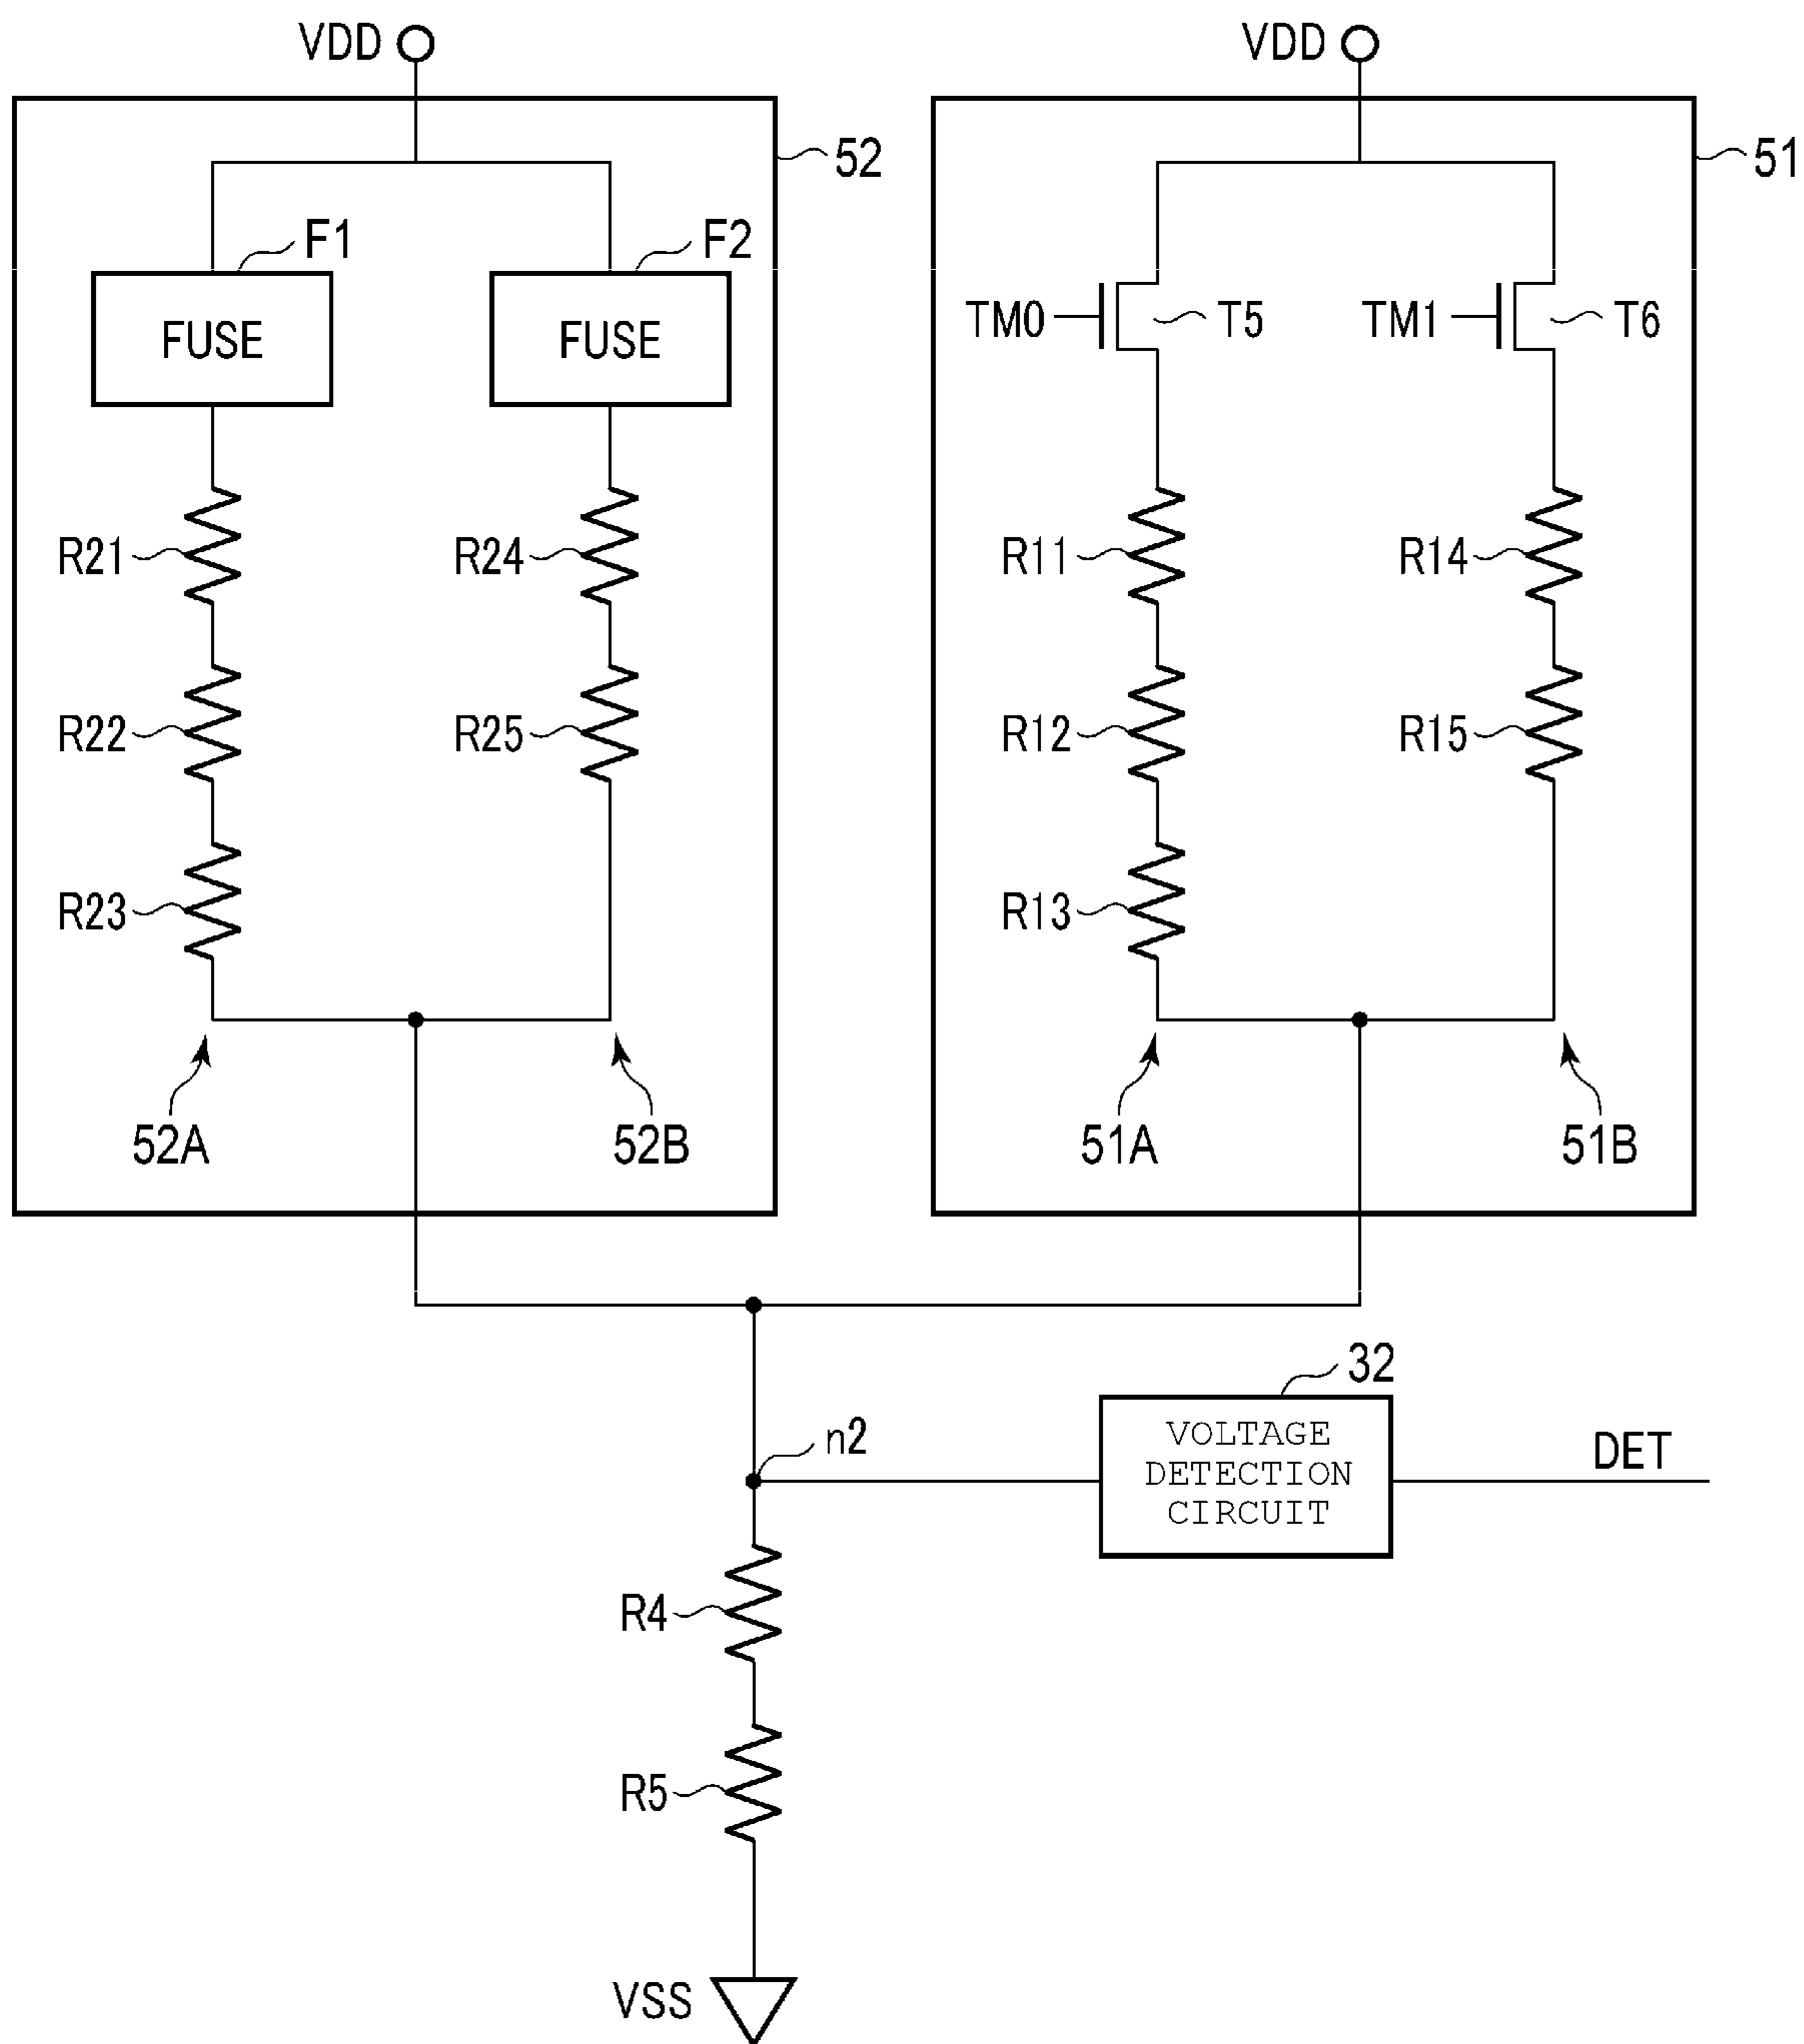 VDD
VDD
52
51
F1
F2
FUSE
FUSE
TM0
T5
TM1
T6
R21
R24
R11
R14
R22
R25
R12
R15
R23
R13
52A
52B
51A
51B
32
n2
VOLTAGE
DETECTION
CIRCUIT
DET
R4
R5
VSS